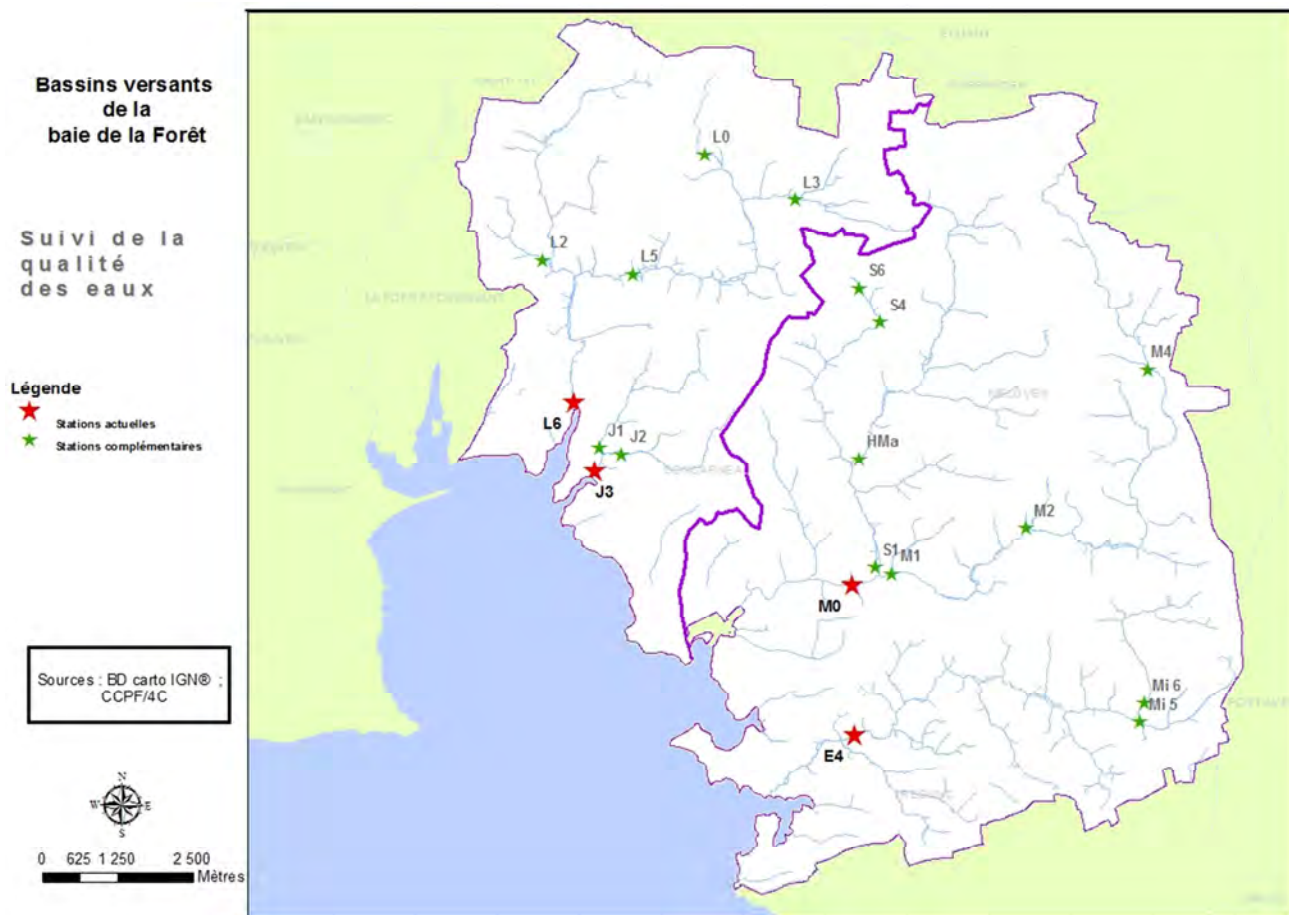 Bassins versants
de la
baie de la Forêt
Suivi de la
qualité
des eaux
Légende
Stations actuelles
Stations complémentaires
Sources : BD carto IGN® ;
CCPF/4C
N
W E
S
0 625 1 250 2 500
Mètres
L0
L3
L2
L5
S6
S4
M4
L6
J1
J2
J3
HMa
MELGVEN
CONCARNEAU
M2
S1
M1
M0
Mi 6
Mi 5
E4